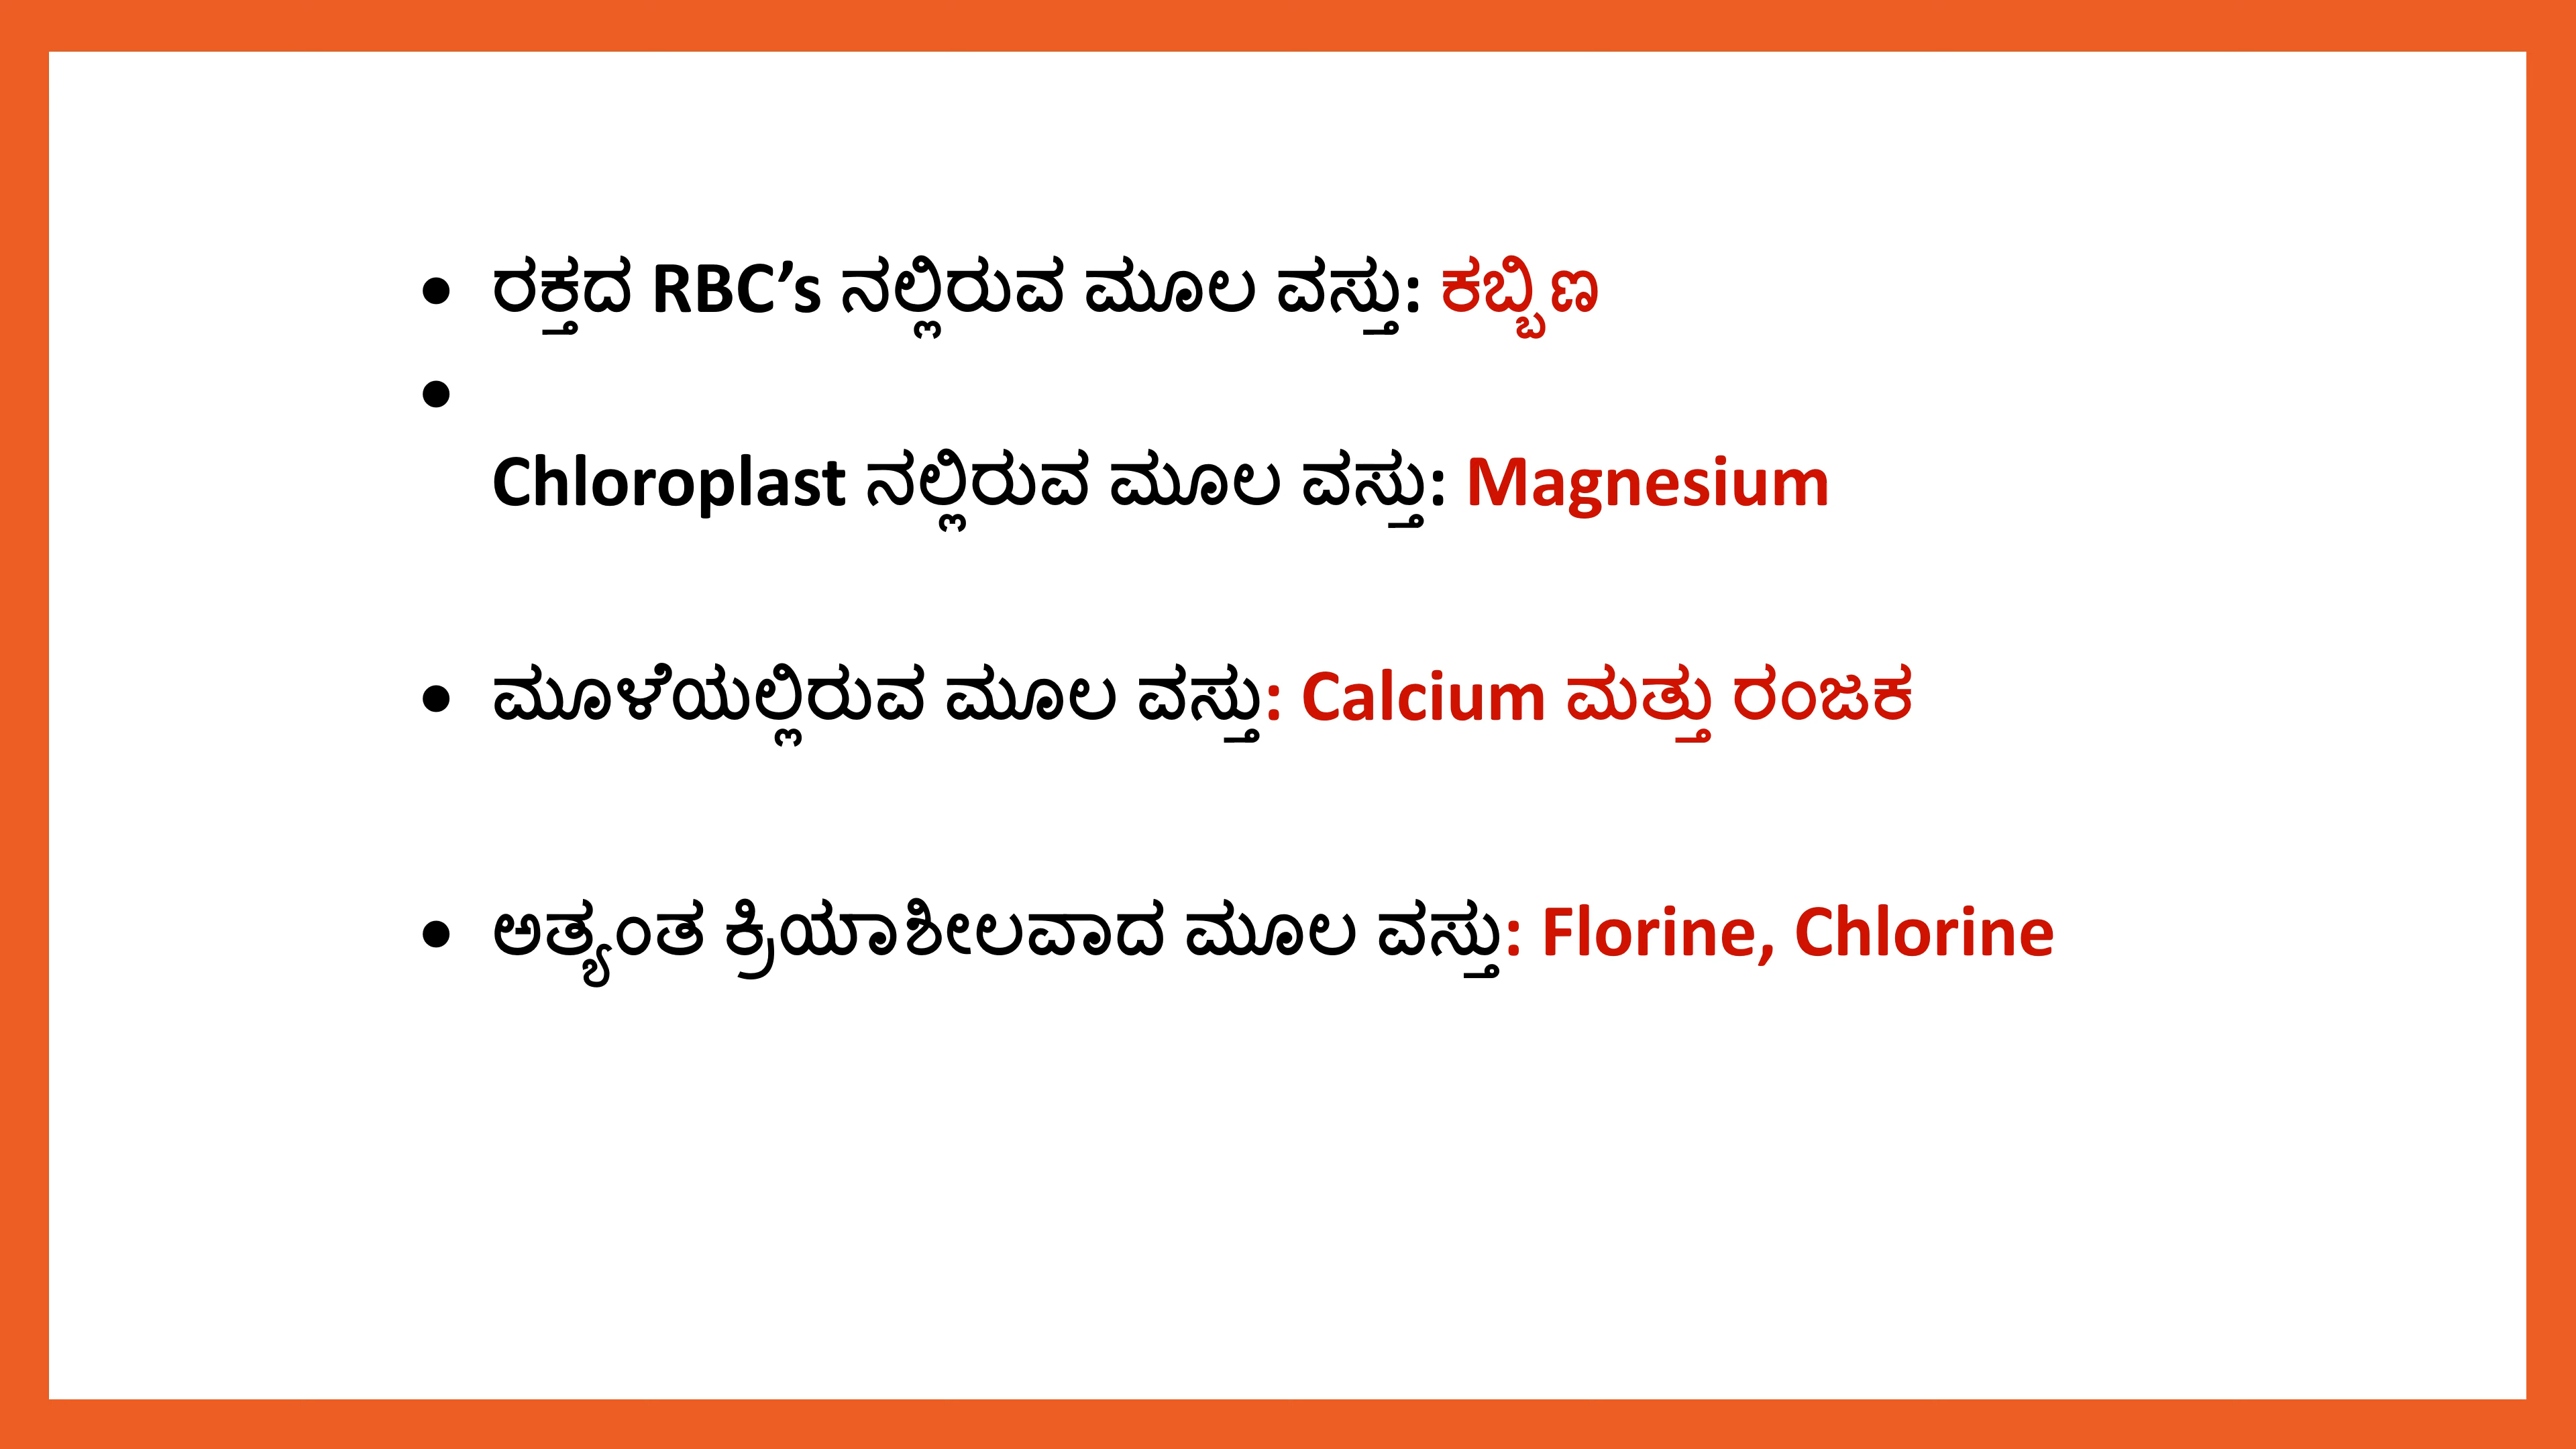 • ರಕ್ತದ RBC’s ನಲ್ಲಿರುವ ಮೂಲ ವಸ್ತು: ಕಬ್ಬಿಣ
•
Chloroplast ನಲ್ಲಿರುವ ಮೂಲ ವಸ್ತು: Magnesium
• ಮೂಳೆಯಲ್ಲಿರುವ ಮೂಲ ವಸ್ತು: Calcium ಮತ್ತು ರಂಜಕ
• ಅತ್ಯಂತ ಕ್ರಿಯಾಶೀಲವಾದ ಮೂಲ ವಸ್ತು: Florine, Chlorine